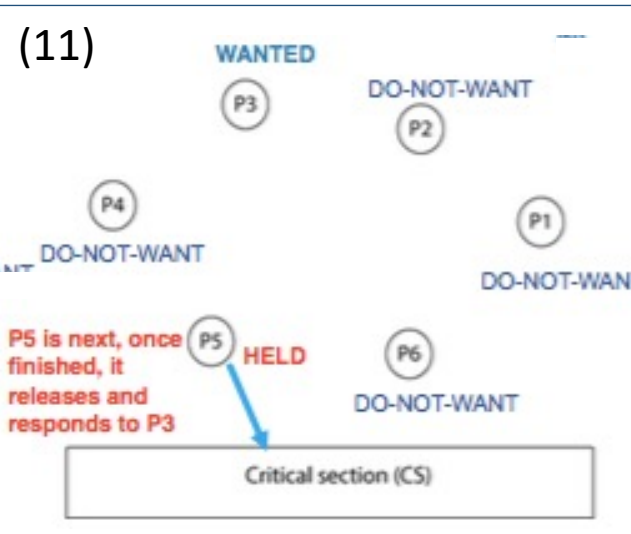 (11)
WANTED
P3
DO-NOT-WANT
P2
P4
DO-NOT-WANT
P1
DO-NOT-WAN
P5 is next, once
finished, it
releases and
responds to P3
P5
HELD
P6
DO-NOT-WANT
Critical section (CS)